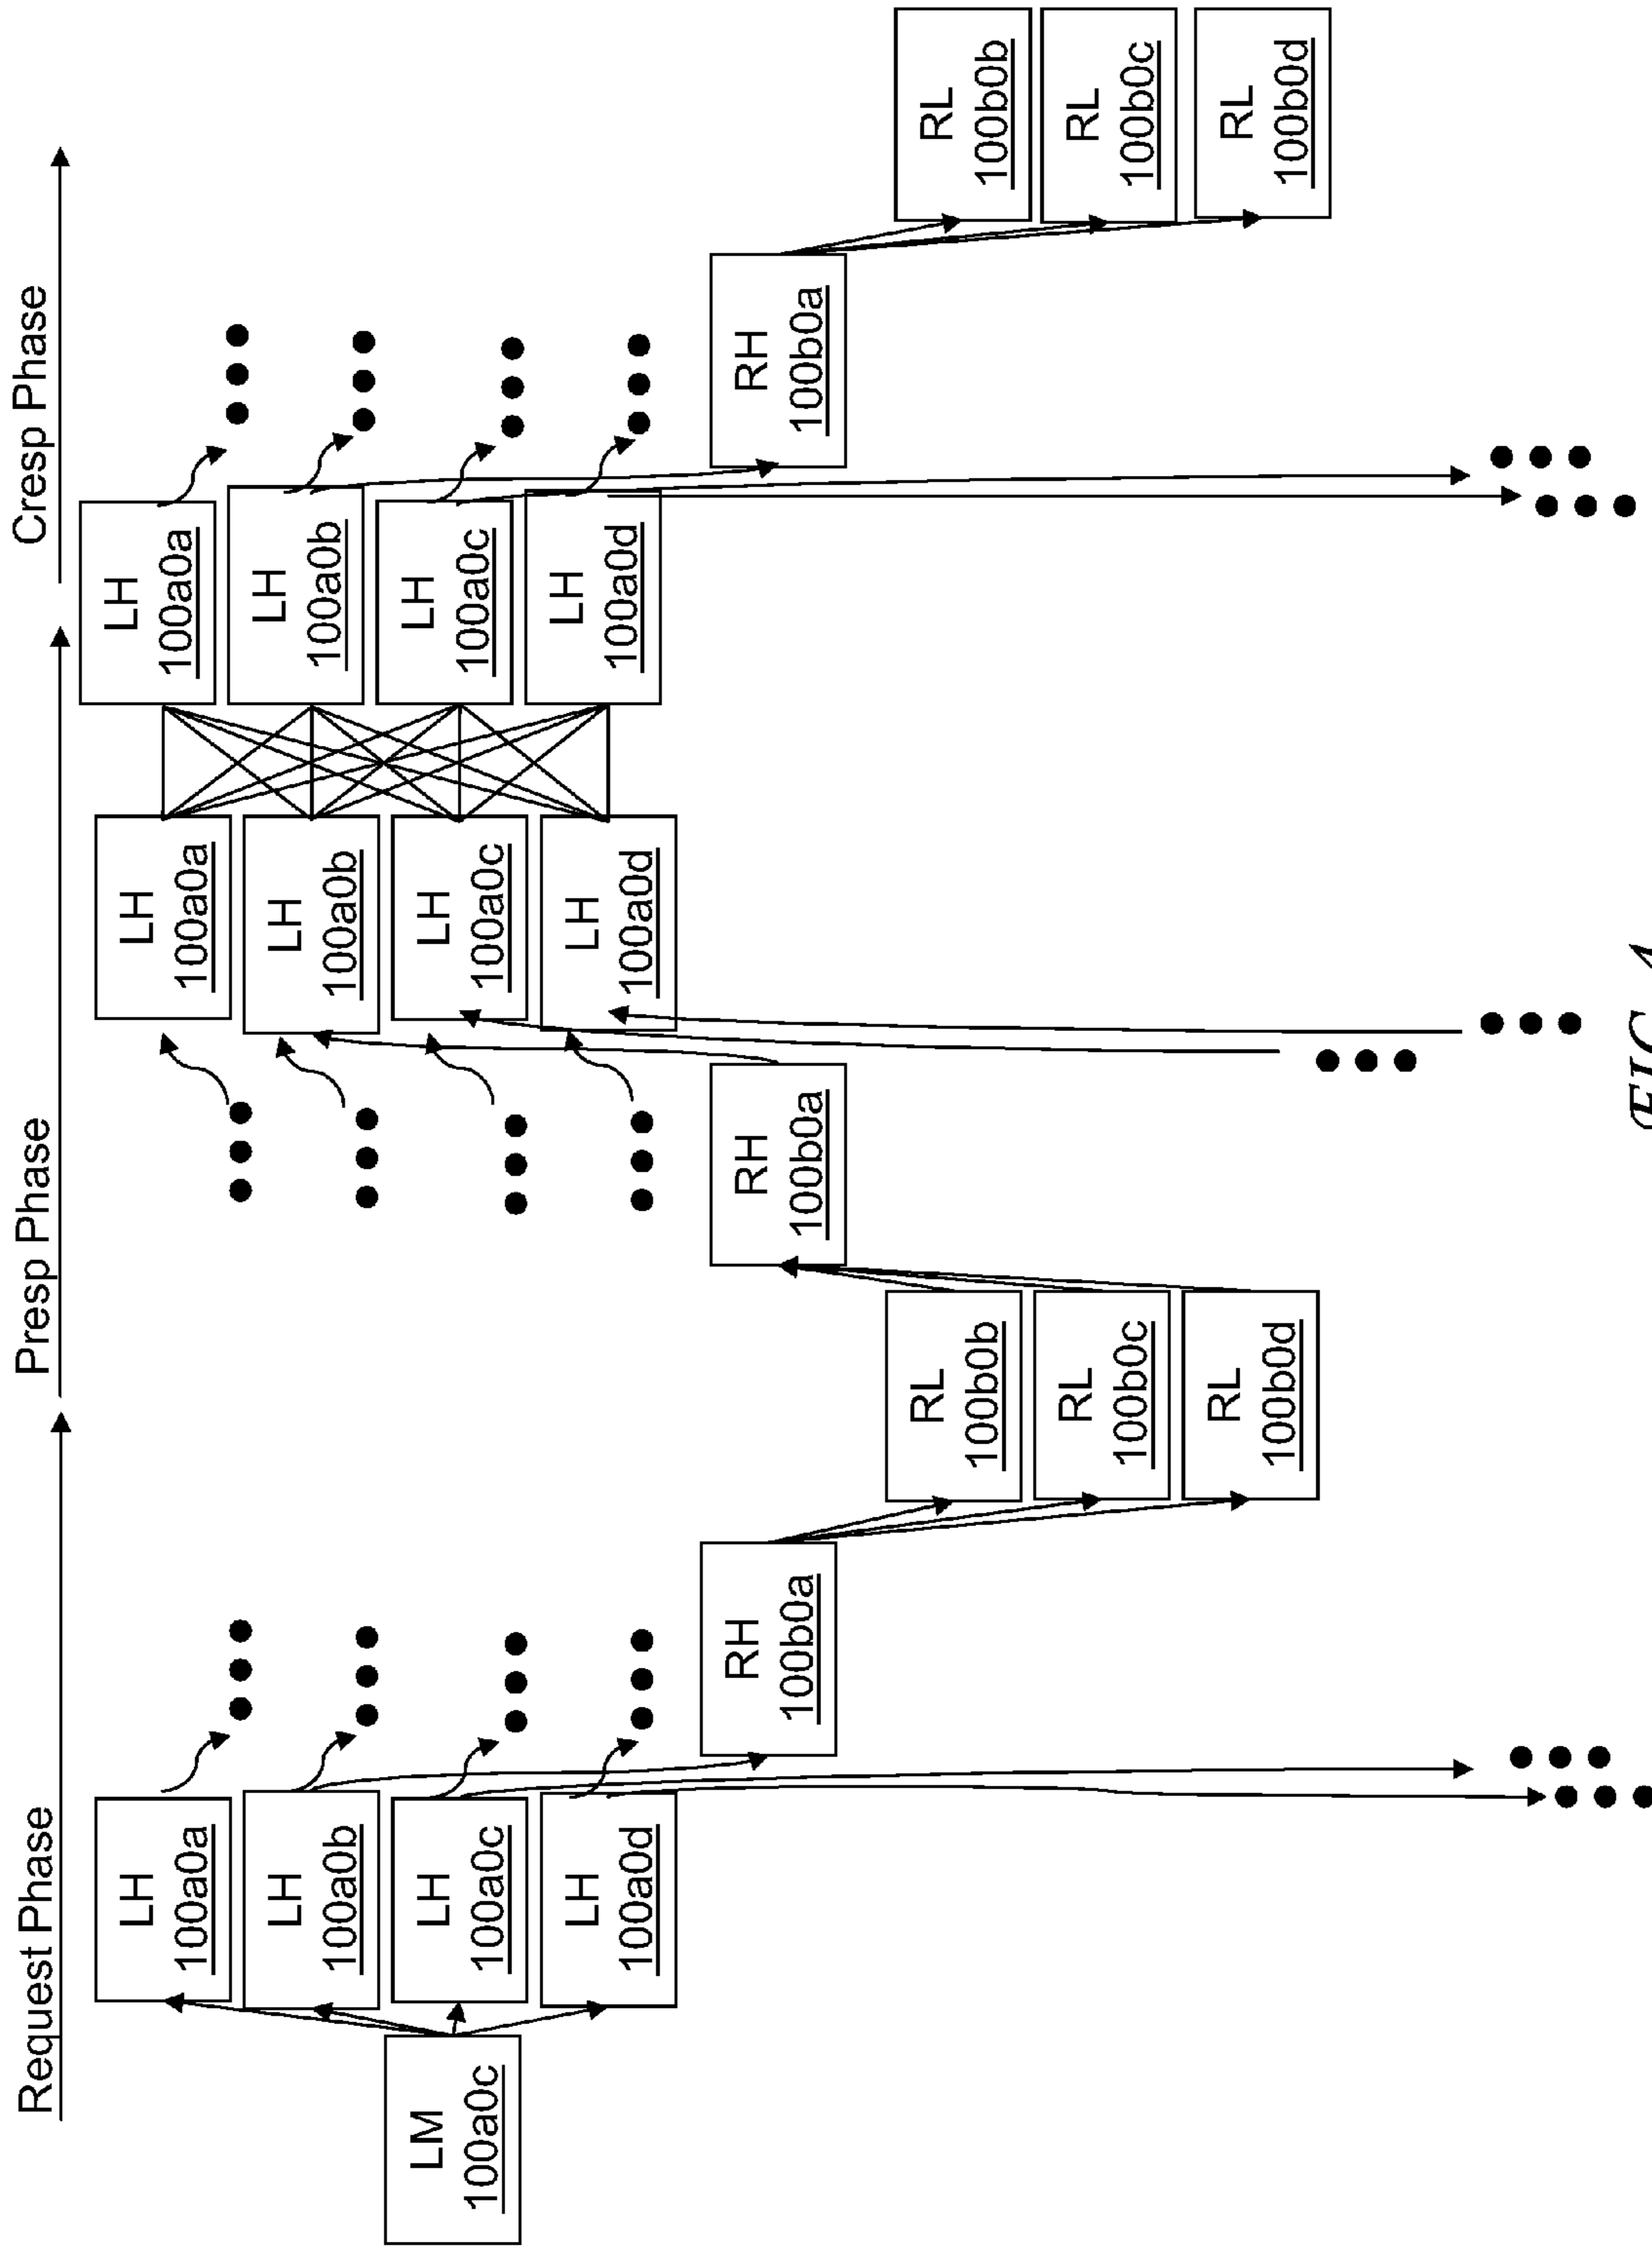 Request Phase
Presp Phase
Cresp Phase
LM
100a0c
LH
100a0a
LH
100a0b
LH
100a0c
LH
100a0d
RH
100b0a
RL
100b0b
RL
100b0c
RL
100b0d
RH
100b0a
LH
100a0a
LH
100a0b
LH
100a0c
LH
100a0d
LH
100a0a
LH
100a0b
LH
100a0c
LH
100a0d
RH
100b0a
RL
100b0b
RL
100b0c
RL
100b0d